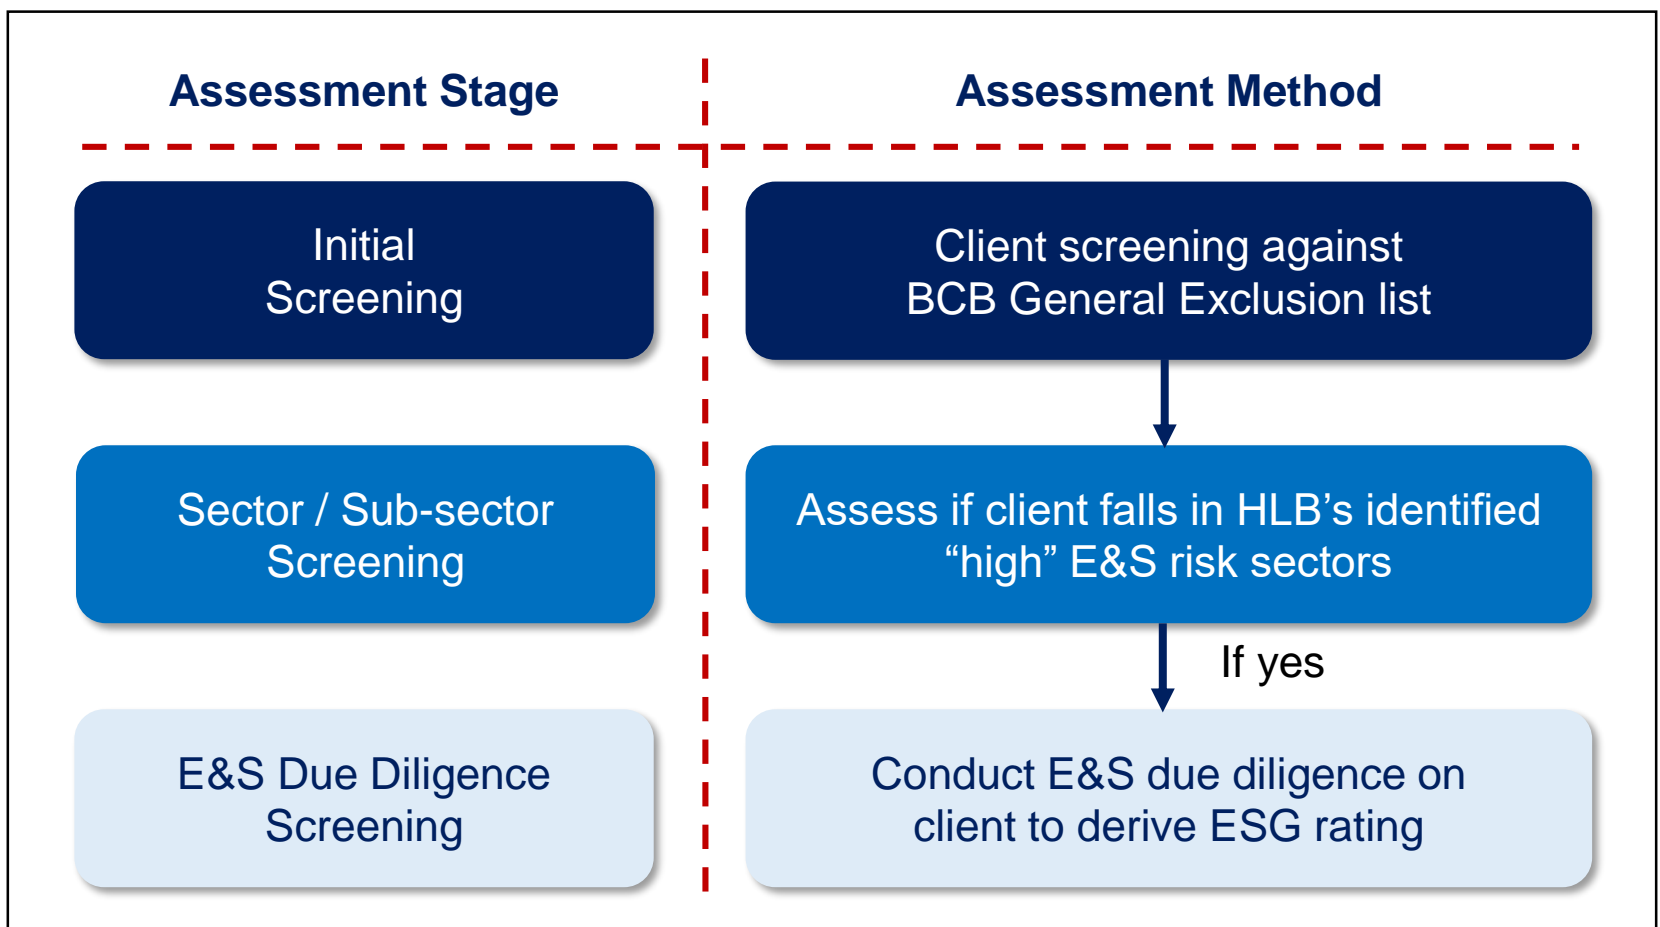 Assessment Stage
Assessment Method
Initial
Screening
Client screening against
BCB General Exclusion list
Sector / Sub-sector
Screening
Assess if client falls in HLB’s identified
“high” E&S risk sectors
If yes
E&S Due Diligence
Screening
Conduct E&S due diligence on
client to derive ESG rating